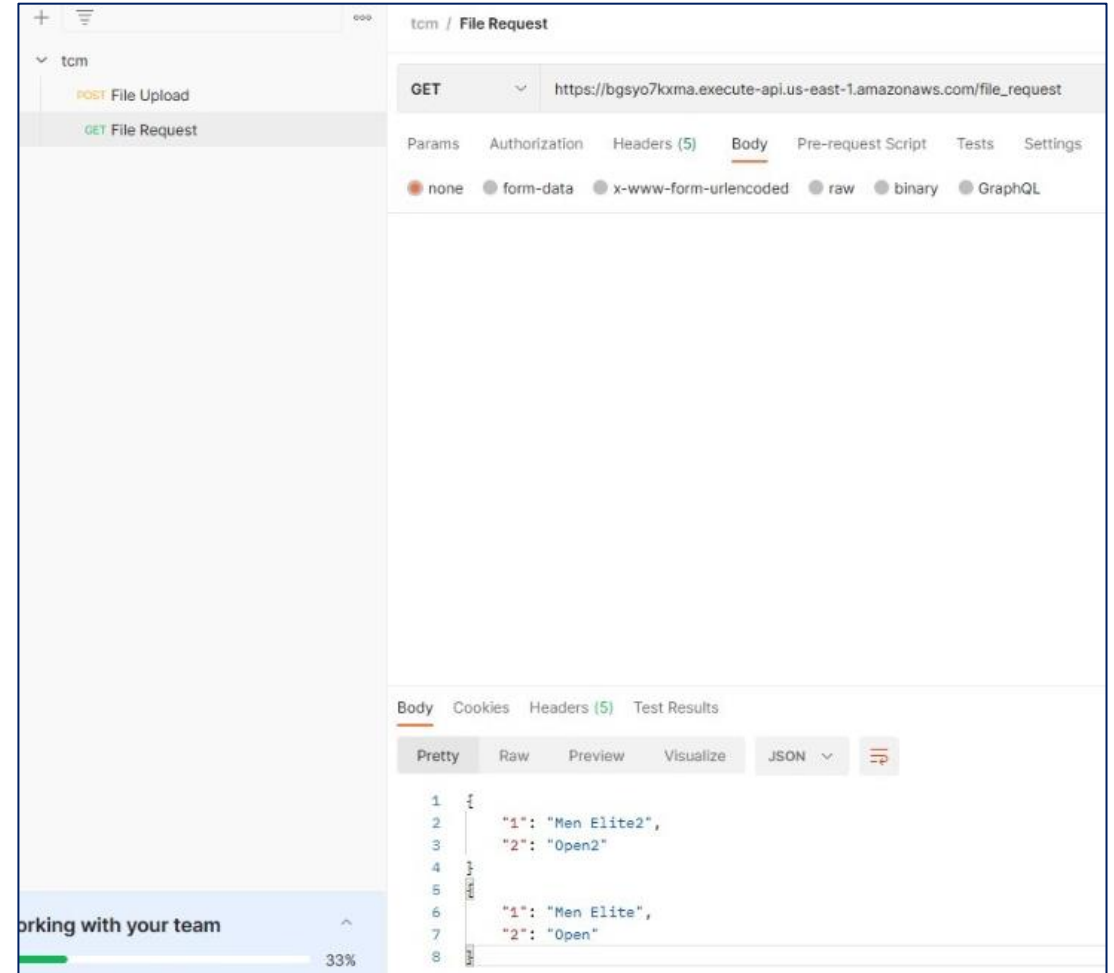 tcm / File Request
tcm
POST File Upload
GET File Request
GET
https://bgsyo7kxma.execute-api.us-east-1.amazonaws.com/file_request
Params Authorization Headers (5) Body Pre-request Script Tests Settings
none form-data x-www-form-urlencoded raw binary GraphQL
Body Cookies Headers (5) Test Results
Pretty Raw Preview Visualize JSON
1 {
2 "1": "Men Elite2",
3 "2": "Open2"
4 }
5 {
6 "1": "Men Elite",
7 "2": "Open"
8 }
orking with your team
33%